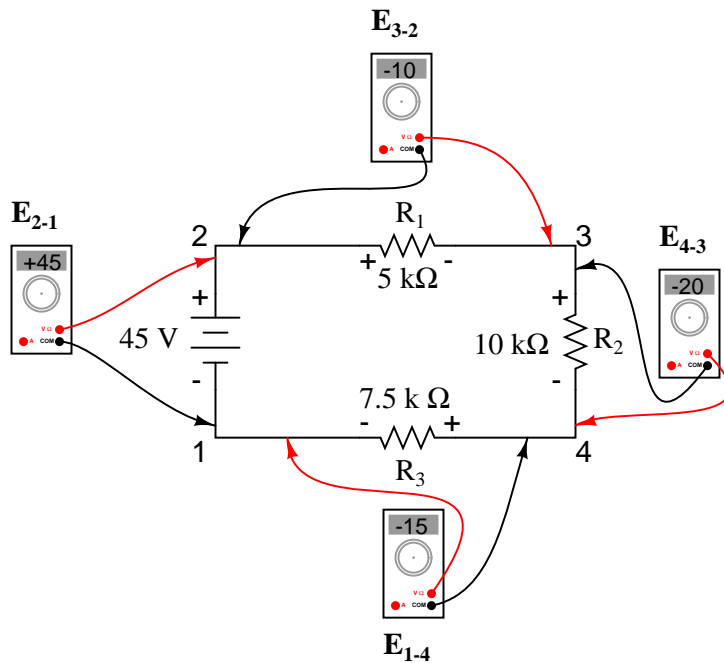 E3-2
-10
V Ω
A COM
E2-1
+45
V Ω
A COM
2
R1
+ -
5 kΩ
3
E4-3
-20
V Ω
A COM
+
45 V
-
+
10 kΩ R2
-
7.5 k Ω
- +
1
R3
4
-15
V Ω
A COM
E1-4